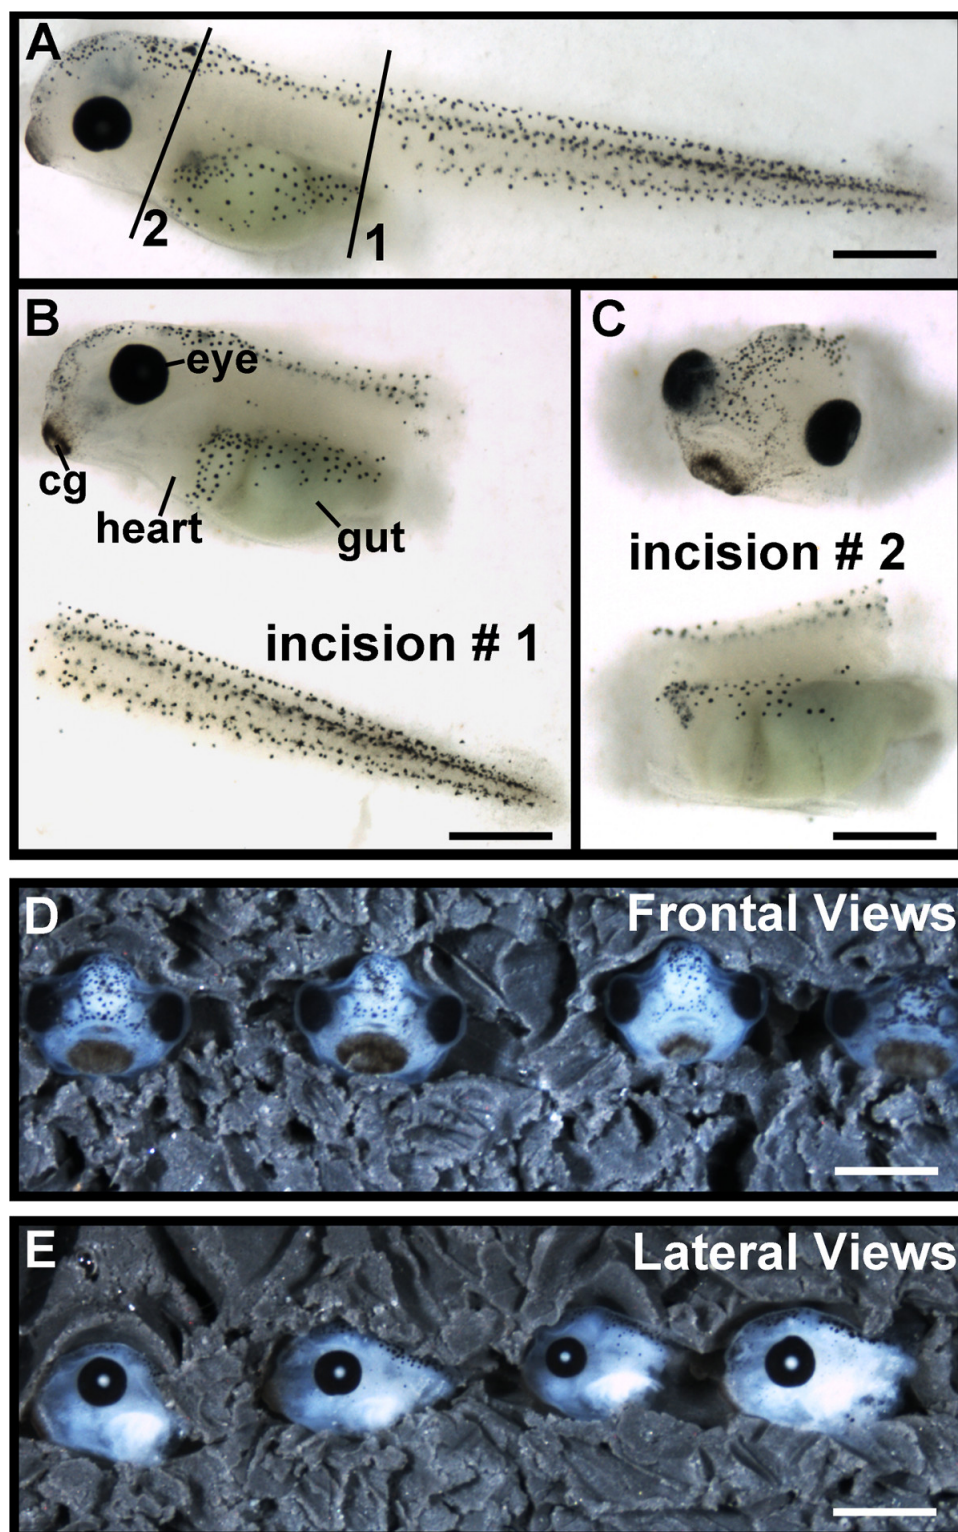 A
2
1
B
eye
cg
heart
gut
incision # 1
C
incision # 2
D
Frontal Views
E
Lateral Views